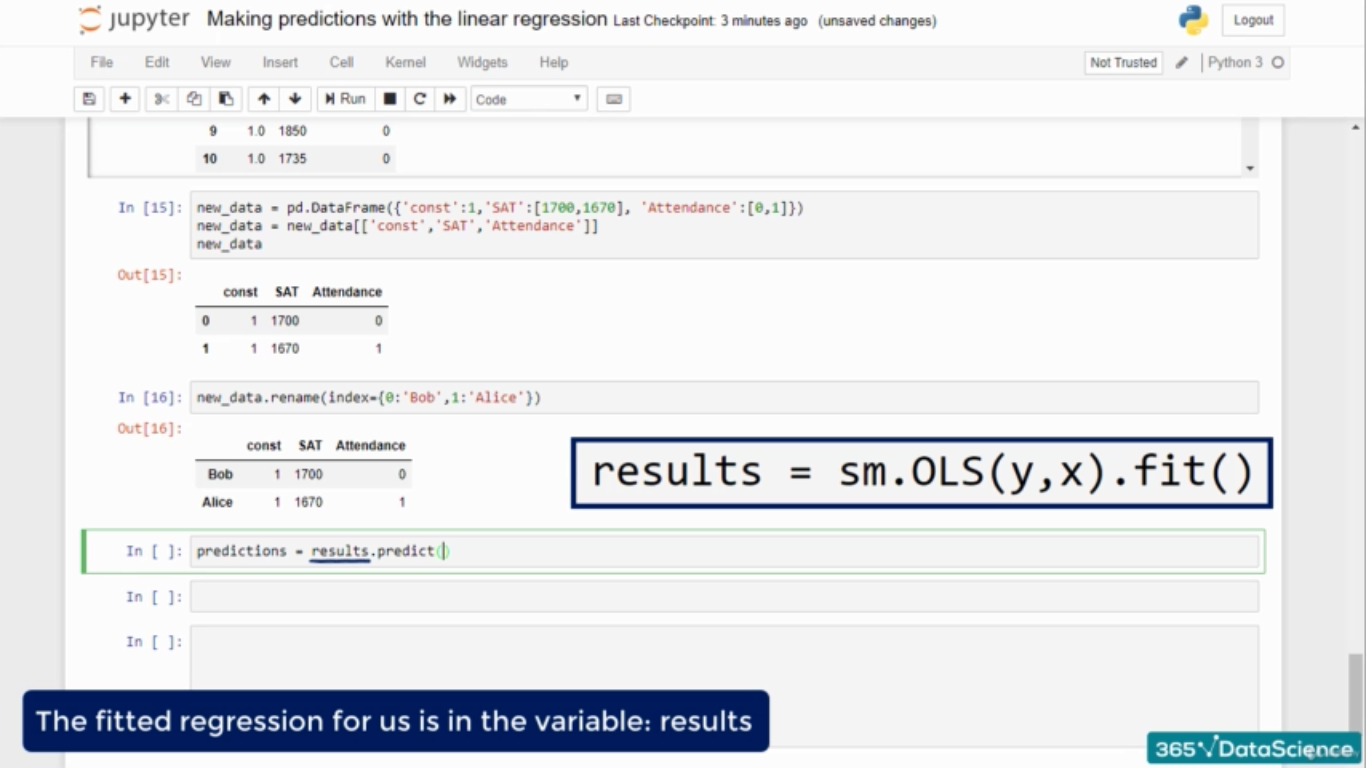 jupyter Making predictions with the linear regression Last Checkpoint: 3 minutes ago (unsaved changes) Logout
File Edit View Insert Cell Kernel Widgets Help Not Trusted Python 3
Run Code
9 1.0 1850 0
10 1.0 1735 0
In [15]: new_data = pd.DataFrame({'const':1,'SAT':[1700,1670], 'Attendance':[0,1]})
new_data = new_data[['const','SAT','Attendance']]
new_data
Out[15]:
const SAT Attendance
0 1 1700 0
1 1 1670 1
In [16]: new_data.rename(index={0:'Bob',1:'Alice'})
Out[16]:
const SAT Attendance
Bob 1 1700 0
Alice 1 1670 1
results = sm.OLS(y,x).fit()
In [ ]: predictions = results.predict()
In [ ]:
In [ ]:
The fitted regression for us is in the variable: results
365 DataScience